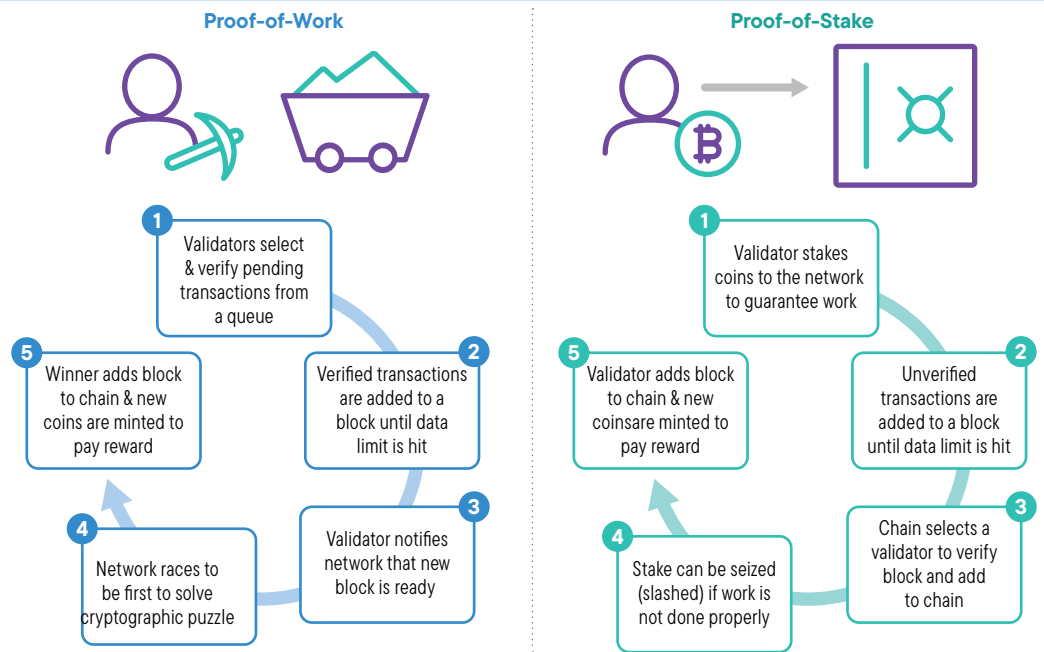 Proof-of-Work
1
Validators select
& verify pending
transactions from
a queue
2
Verified transactions
are added to a
block until data
limit is hit
3
Validator notifies
network that new
block is ready
4
Network races to
be first to solve
cryptographic puzzle
5
Winner adds block
to chain & new
coins are minted to
pay reward
Proof-of-Stake
1
Validator stakes
coins to the network
to guarantee work
2
Unverified
transactions are
added to a block
until data limit is hit
3
Chain selects a
validator to verify
block and add
to chain
4
Stake can be seized
(slashed) if work is
not done properly
5
Validator adds block
to chain & new
coinsare minted to
pay reward